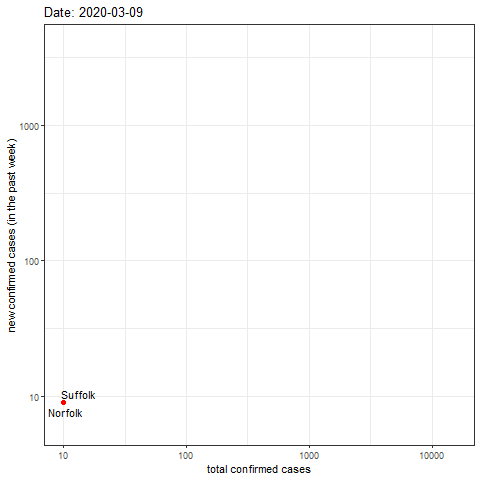 Date: 2020-03-09
new confirmed cases (in the past week)
1000
100
10
Suffolk
Norfolk
10 100 1000 10000
total confirmed cases